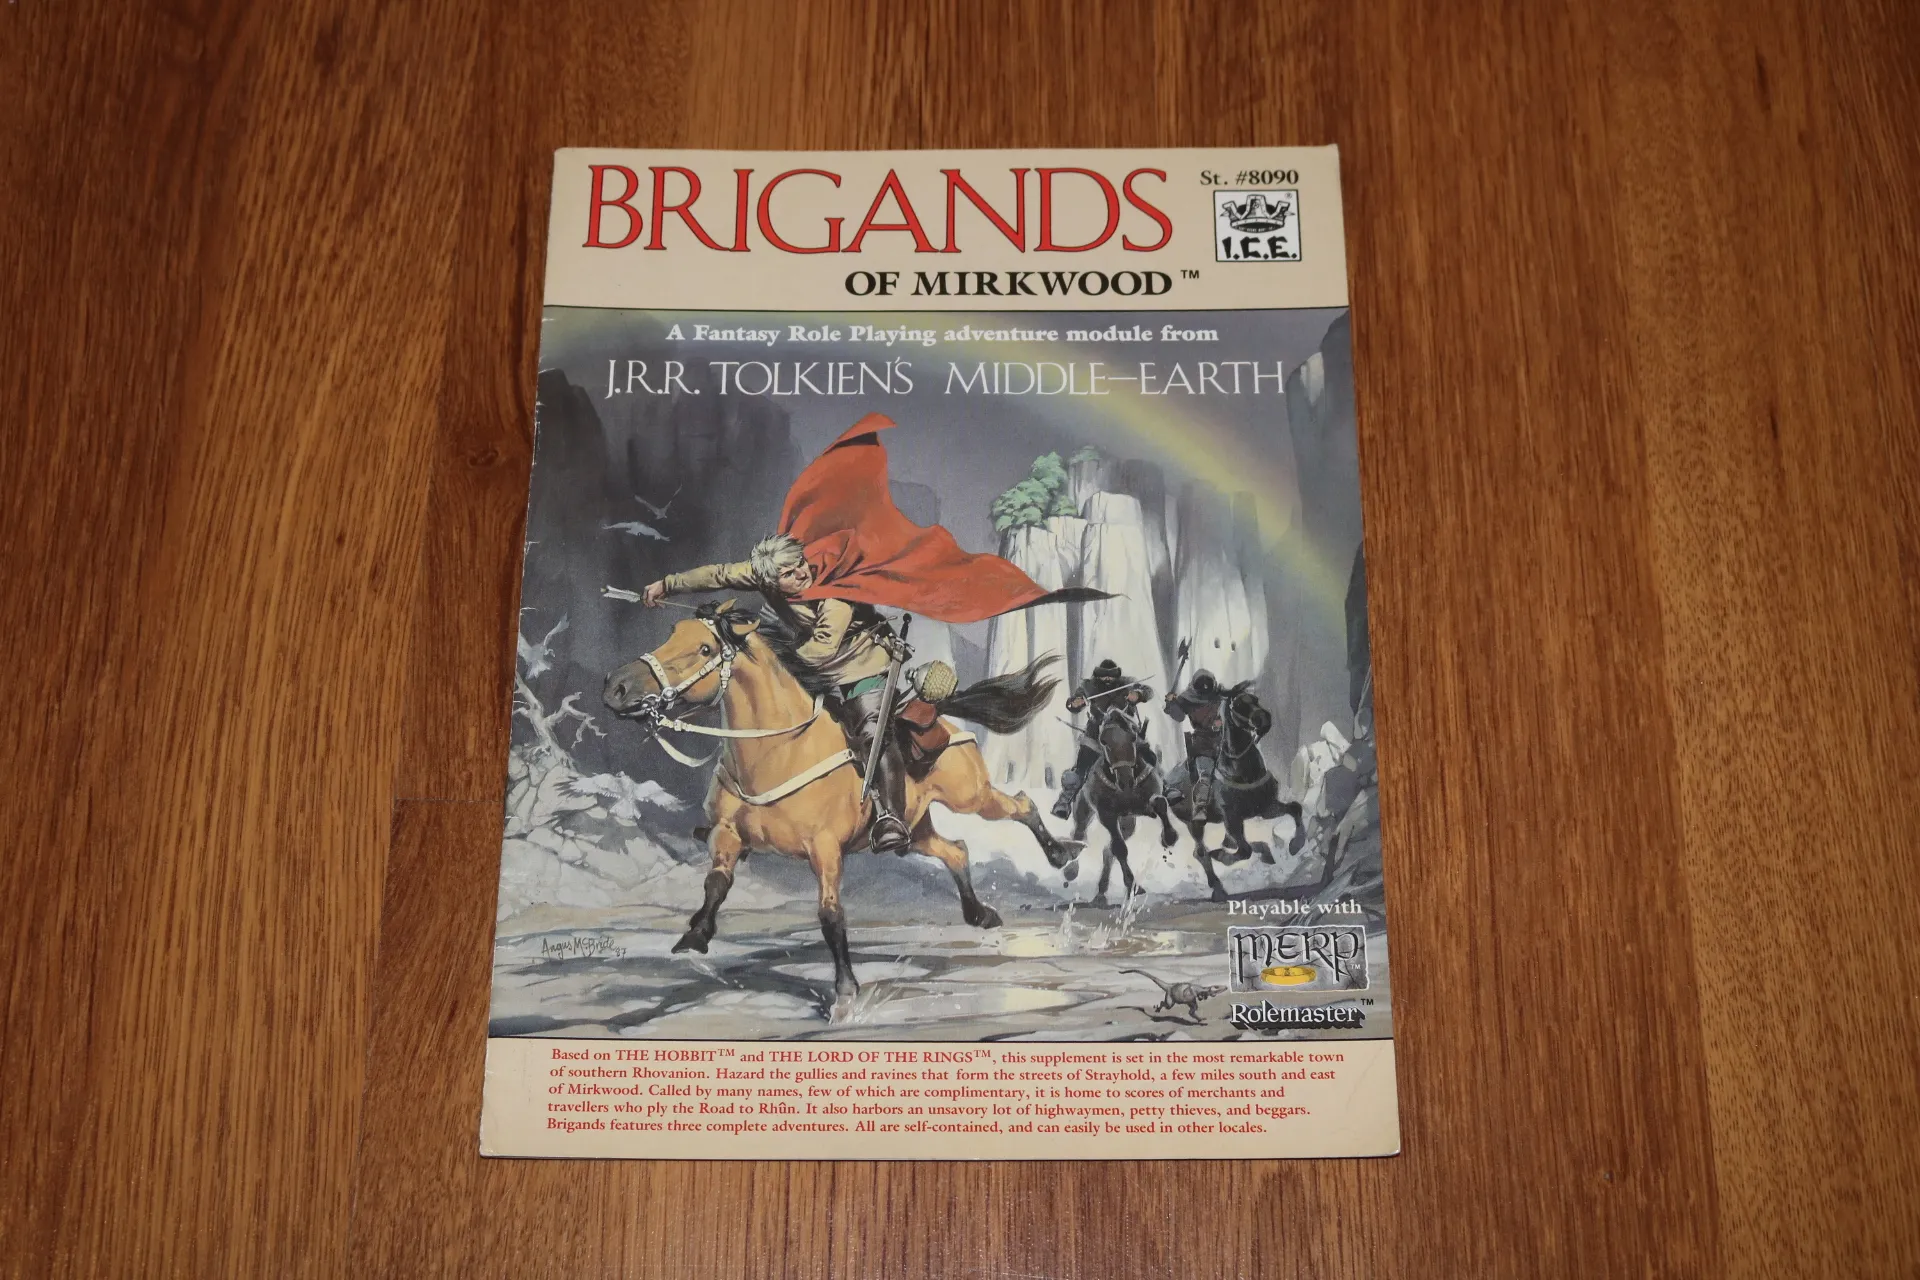 BRIGANDS
St. #8090
I.C.E.
OF MIRKWOOD™
A Fantasy Role Playing adventure module from
J.R.R. TOLKIEN'S MIDDLE-EARTH
Playable with
MERP™
Rolemaster™
Angus McBride 87
Based on THE HOBBIT™ and THE LORD OF THE RINGS™, this supplement is set in the most remarkable town
of southern Rhovanion. Hazard the gullies and ravines that form the streets of Strayhold, a few miles south and east
of Mirkwood. Called by many names, few of which are complimentary, it is home to scores of merchants and
travellers who ply the Road to Rhûn. It also harbors an unsavory lot of highwaymen, petty thieves, and beggars.
Brigands features three complete adventures. All are self-contained, and can easily be used in other locales.